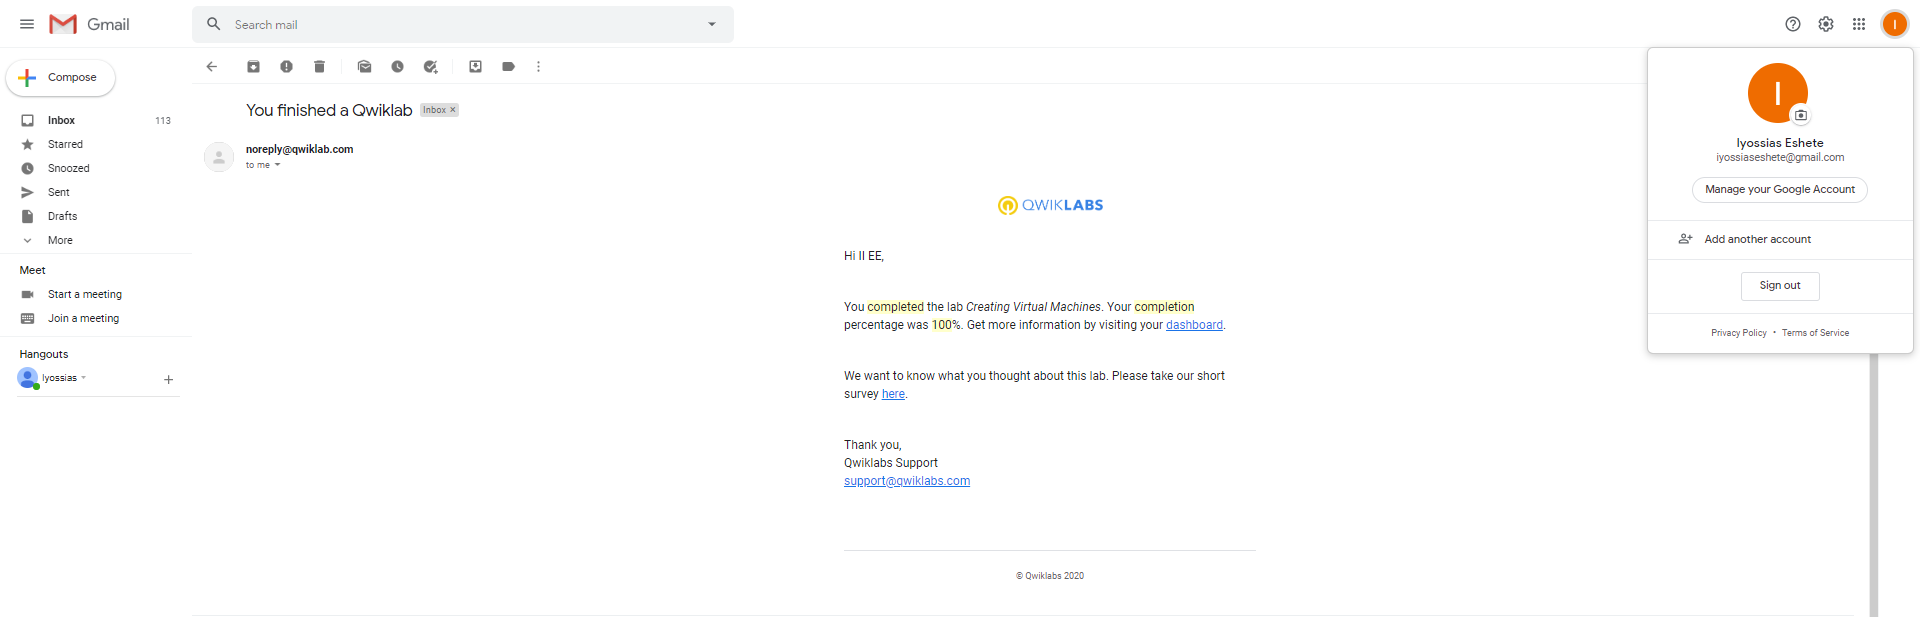 Gmail
Search mail
I
Compose
Inbox 113
Starred
Snoozed
Sent
Drafts
More
Meet
Start a meeting
Join a meeting
Hangouts
Iyossias
You finished a Qwiklab Inbox ×
noreply@qwiklab.com
to me
QWIKLABS
Hi II EE,
You completed the lab Creating Virtual Machines. Your completion
percentage was 100%. Get more information by visiting your dashboard.
We want to know what you thought about this lab. Please take our short
survey here.
Thank you,
Qwiklabs Support
support@qwiklabs.com
© Qwiklabs 2020
I
Iyossias Eshete
iyossiaseshete@gmail.com
Manage your Google Account
Add another account
Sign out
Privacy Policy • Terms of Service